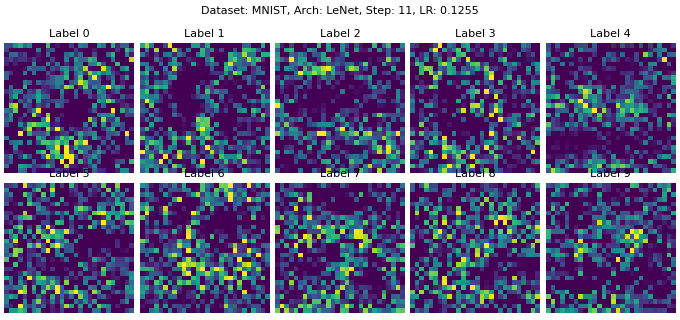 Dataset: MNIST, Arch: LeNet, Step: 11, LR: 0.1255
Label 0 Label 1 Label 2 Label 3 Label 4
Label 5 Label 6 Label 7 Label 8 Label 9